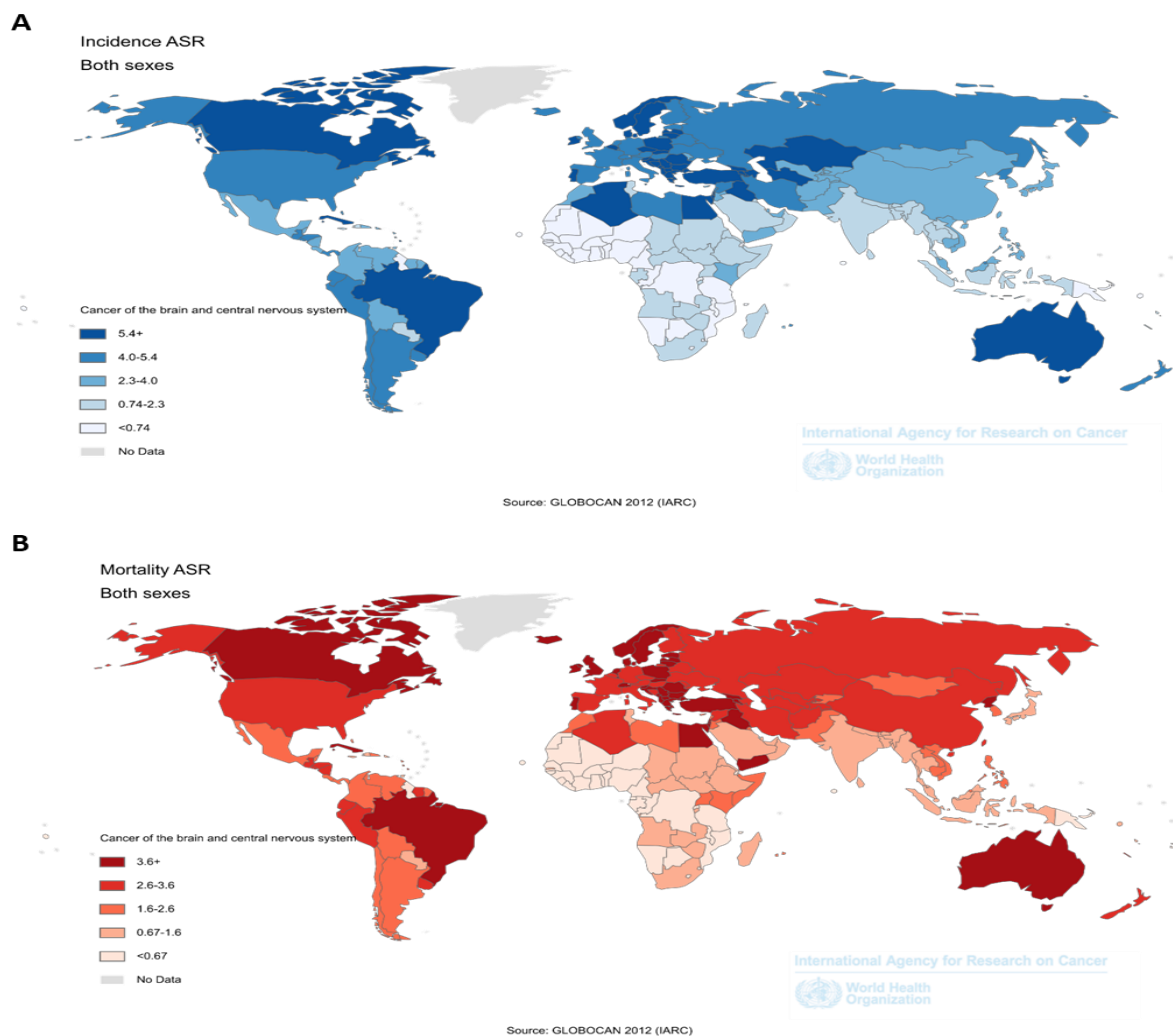 A
Incidence ASR
Both sexes
Cancer of the brain and central nervous system
5.4+
4.0-5.4
2.3-4.0
0.74-2.3
<0.74
No Data
International Agency for Research on Cancer
World Health
Organization
Source: GLOBOCAN 2012 (IARC)
B
Mortality ASR
Both sexes
Cancer of the brain and central nervous system
3.6+
2.6-3.6
1.6-2.6
0.67-1.6
<0.67
No Data
International Agency for Research on Cancer
World Health
Organization
Source: GLOBOCAN 2012 (IARC)